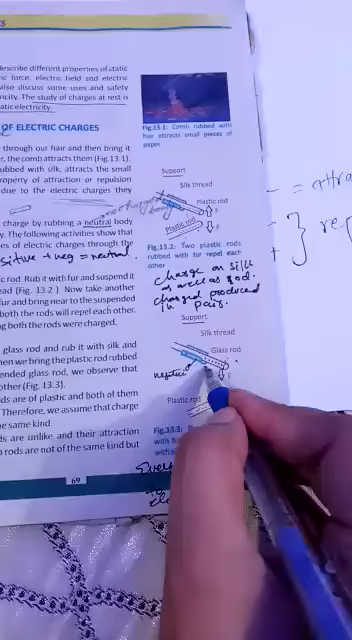 ES
describe different properties of static
ic force, electric field and electric
also discuss some uses and safety
ricity. The study of charges at rest is
atic electricity.
OF ELECTRIC CHARGES
through our hair and then bring it
r, the comb attracts them (Fig.13.1).
ubbed with silk, attracts the small
roperty of attraction or repulsion
due to the electric charges they
charge by rubbing a neutral body
y. The following activities show that
es of electric charges through the
sitive + neg = neutral.
ic rod. Rub it with fur and suspend it
ead (Fig. 13.2). Now take another
fur and bring near to the suspended
both the rods will repel each other.
ng both the rods were charged.
glass rod and rub it with silk and
hen we bring the plastic rod rubbed
ended glass rod, we observe that
other (Fig. 13.3).
ds are of plastic and both of them
Therefore, we assume that charge
he same kind.
ds are unlike and their attraction
o rods are not of the same kind but
69
Fig.13.1: Comb rubbed with
hair attracts small pieces of
paper
Support
Silk thread
Plastic rod
F
Plastic rod
F
Fig.13.2: Two plastic rods
rubbed with fur repel each
other
charge on silk
as well as rod.
charged produced
in pair.
Support
Silk thread
Glass rod
negative
F
Plastic rod
Fig.13.3:
with
with s
- = attra
-
+ } rep